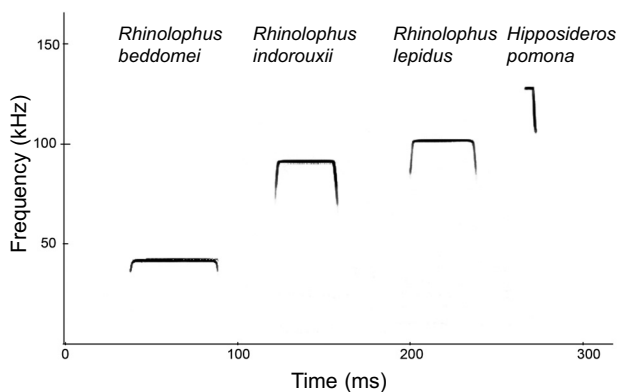 Rhinolophus beddomei
Rhinolophus indorouxii
Rhinolophus lepidus
Hipposideros pomona
150
100
50
Frequency (kHz)
0 100 200 300
Time (ms)